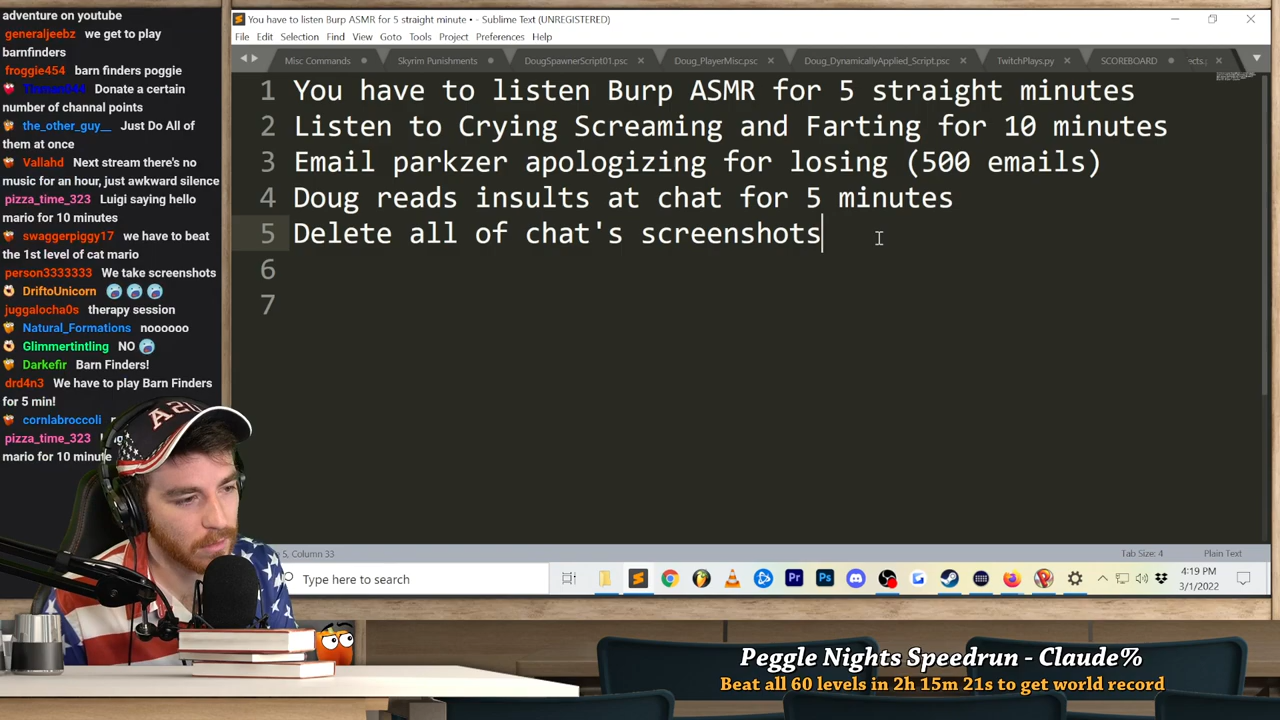 adventure on youtube
generaljeebz we get to play
barnfinders
froggie454 barn finders poggie
Donate a certain
number of channel points
the_other_guy__ Just Do All of
them at once
Vallahd Next stream there's no
music for an hour, just awkward silence
pizza_time_323 Luigi saying hello
mario for 10 minutes
swaggerpiggy17 we have to beat
the 1st level of cat mario
person3333333 We take screenshots
DriftoUnicorn
juggalocha0s therapy session
Natural_Formations noooooo
Glimmertintling NO
Darkefir Barn Finders!
drd4n3 We have to play Barn Finders
for 5 min!
cornlabroccoli
pizza_time_323
mario for 10 minute
You have to listen Burp ASMR for 5 straight minute • - Sublime Text (UNREGISTERED)
File Edit Selection Find View Goto Tools Project Preferences Help
Misc Commands Skyrim Punishments DougSpawnerScript01.psc Doug_PlayerMisc.psc Doug_DynamicallyApplied_Script.psc TwitchPlays.py SCOREBOARD ects.j
1 You have to listen Burp ASMR for 5 straight minutes
2 Listen to Crying Screaming and Farting for 10 minutes
3 Email parkzer apologizing for losing (500 emails)
4 Doug reads insults at chat for 5 minutes
5 Delete all of chat's screenshots
6
7
5, Column 33 Tab Size: 4 Plain Text
Type here to search
4:19 PM
3/1/2022
Peggle Nights Speedrun - Claude%
Beat all 60 levels in 2h 15m 21s to get world record